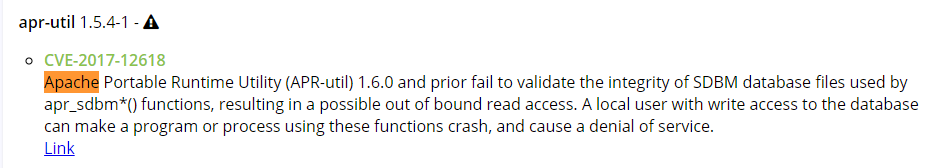 apr-util 1.5.4-1 - ⚠
CVE-2017-12618
Apache Portable Runtime Utility (APR-util) 1.6.0 and prior fail to validate the integrity of SDBM database files used by
apr_sdbm*() functions, resulting in a possible out of bound read access. A local user with write access to the database
can make a program or process using these functions crash, and cause a denial of service.
Link